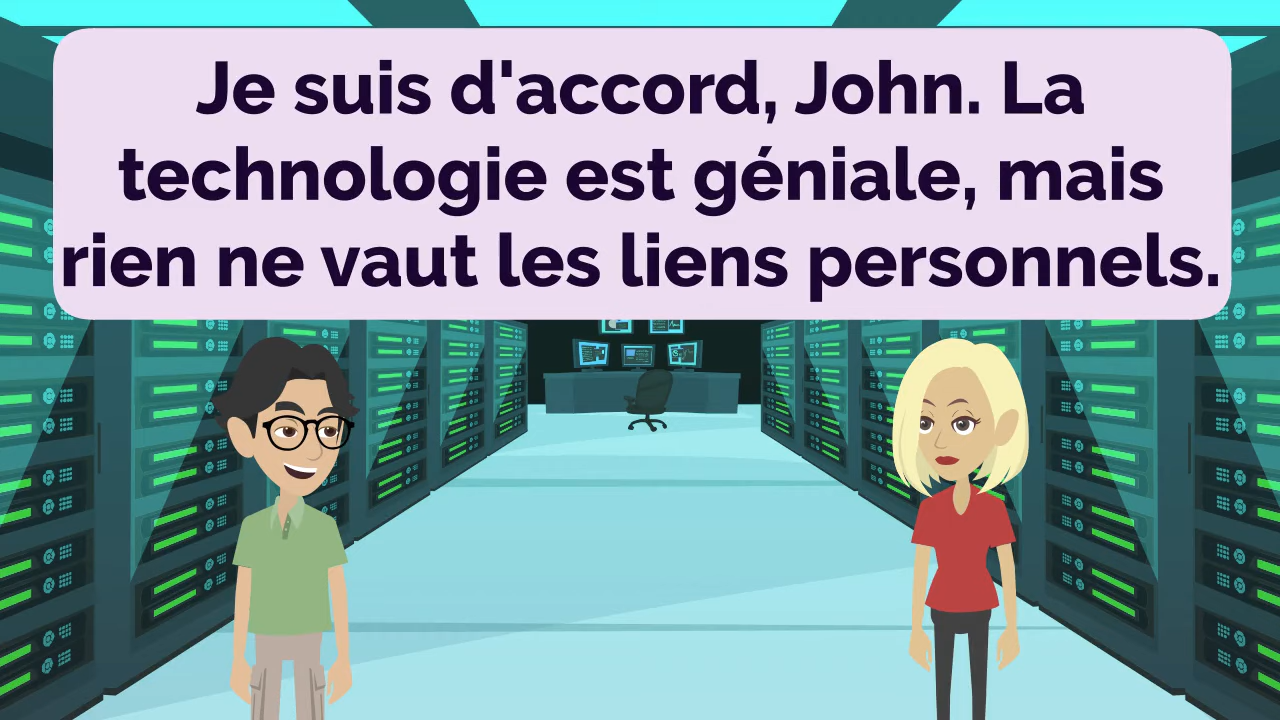 Je suis d'accord, John. La
technologie est géniale, mais
rien ne vaut les liens personnels.